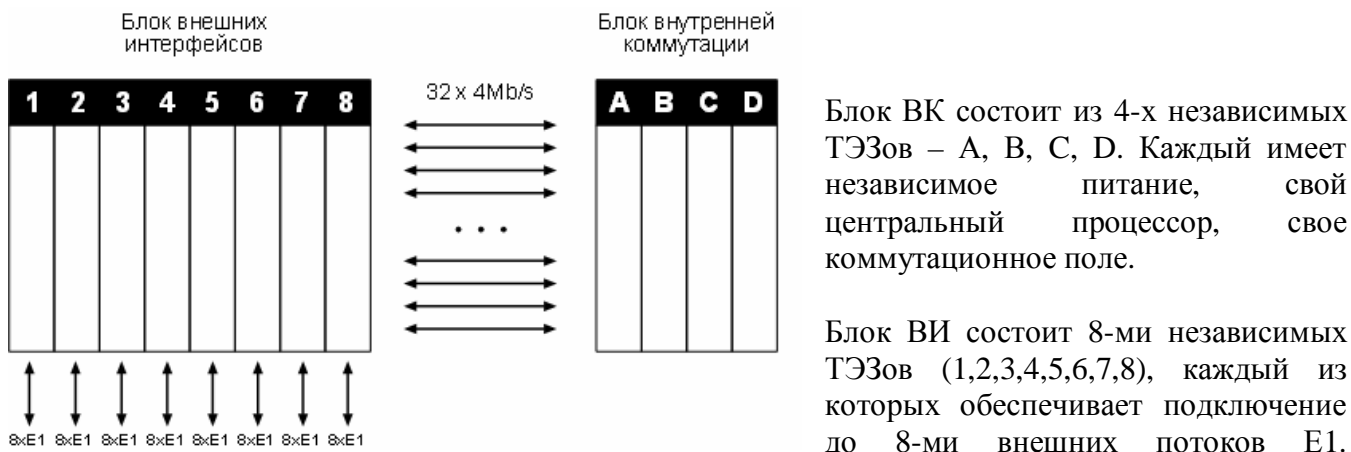 Блок внешних
интерфейсов
1 2 3 4 5 6 7 8
8xE1 8xE1 8xE1 8xE1 8xE1 8xE1 8xE1 8xE1
32 x 4Mb/s
. . .
Блок внутренней
коммутации
A B C D
Блок ВК состоит из 4-х независимых
ТЭЗов – A, B, C, D. Каждый имеет
независимое питание, свой
центральный процессор, свое
коммутационное поле.
Блок ВИ состоит 8-ми независимых
ТЭЗов (1,2,3,4,5,6,7,8), каждый из
которых обеспечивает подключение
до 8-ми внешних потоков E1.